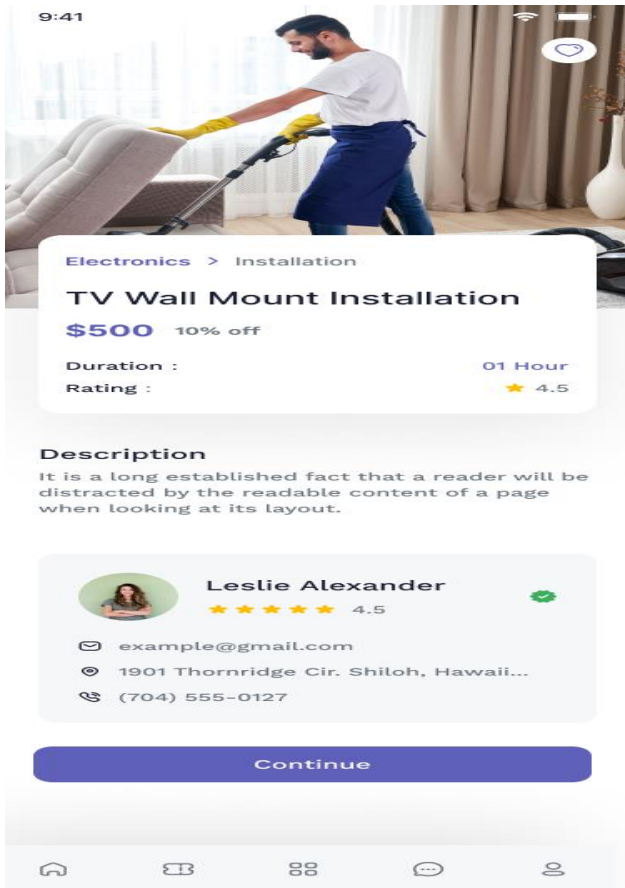 9:41
Electronics > Installation
TV Wall Mount Installation
$500 10% off
Duration : 01 Hour
Rating : 4.5
Description
It is a long established fact that a reader will be
distracted by the readable content of a page
when looking at its layout.
Leslie Alexander
4.5
example@gmail.com
1901 Thornridge Cir. Shiloh, Hawaii...
(704) 555-0127
Continue